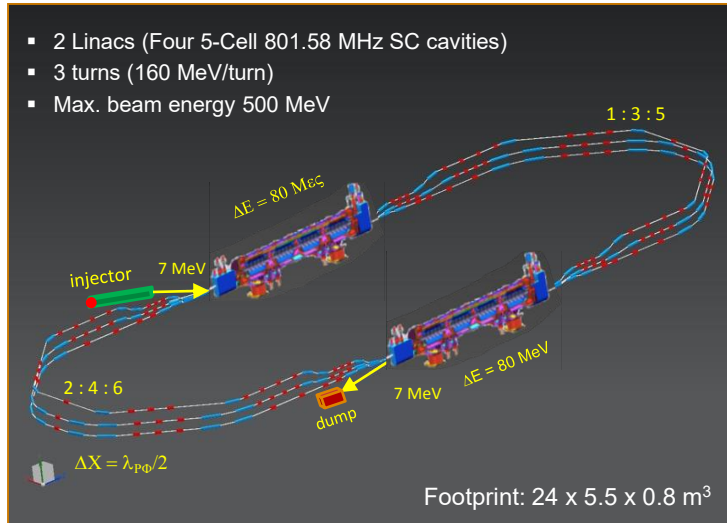 ▪ 2 Linacs (Four 5-Cell 801.58 MHz SC cavities)
▪ 3 turns (160 MeV/turn)
▪ Max. beam energy 500 MeV
1 : 3 : 5
ΔE = 80 Μες
injector
7 MeV
2 : 4 : 6
ΔE = 80 MeV
7 MeV
dump
ΔX = λ_ΡΦ/2
Footprint: 24 x 5.5 x 0.8 m³